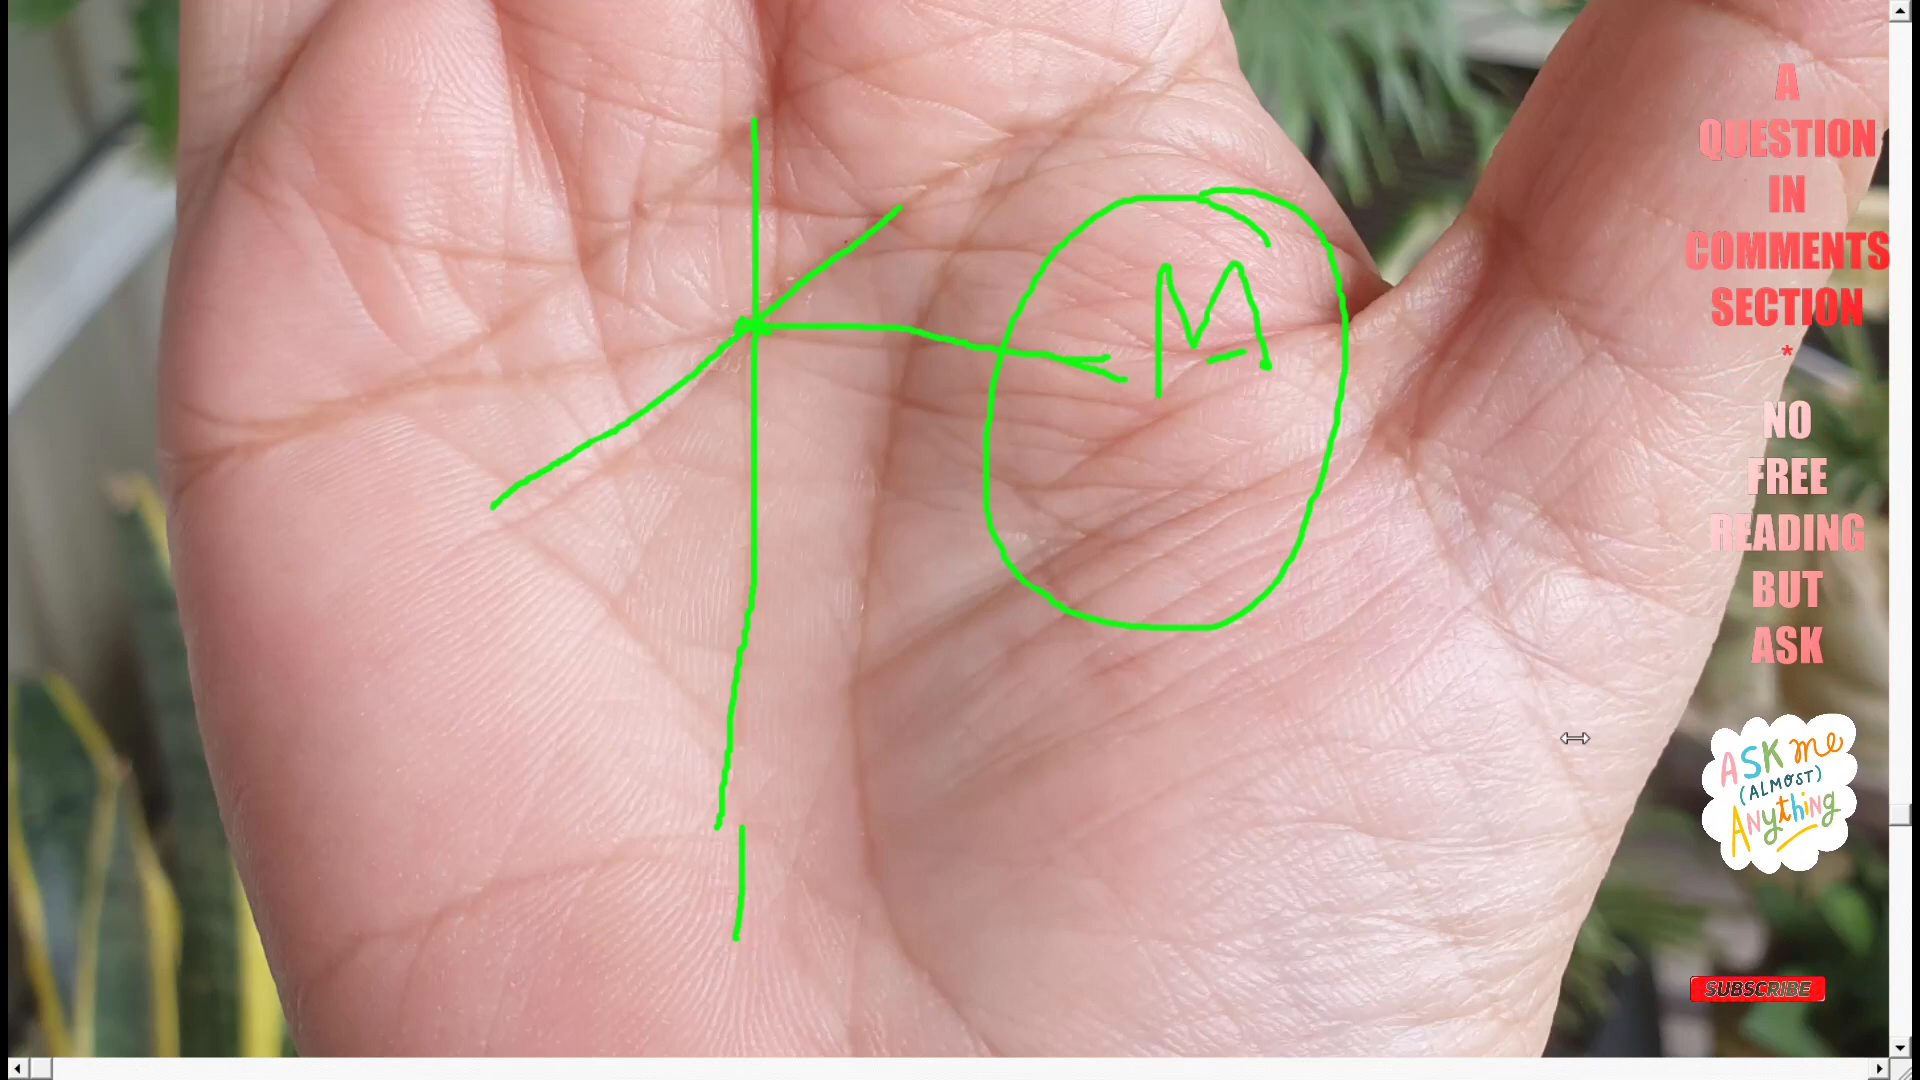 M
A
QUESTION
IN
COMMENTS
SECTION
*
NO
FREE
READING
BUT
ASK
ASK me
(ALMOST)
Anything
SUBSCRIBE